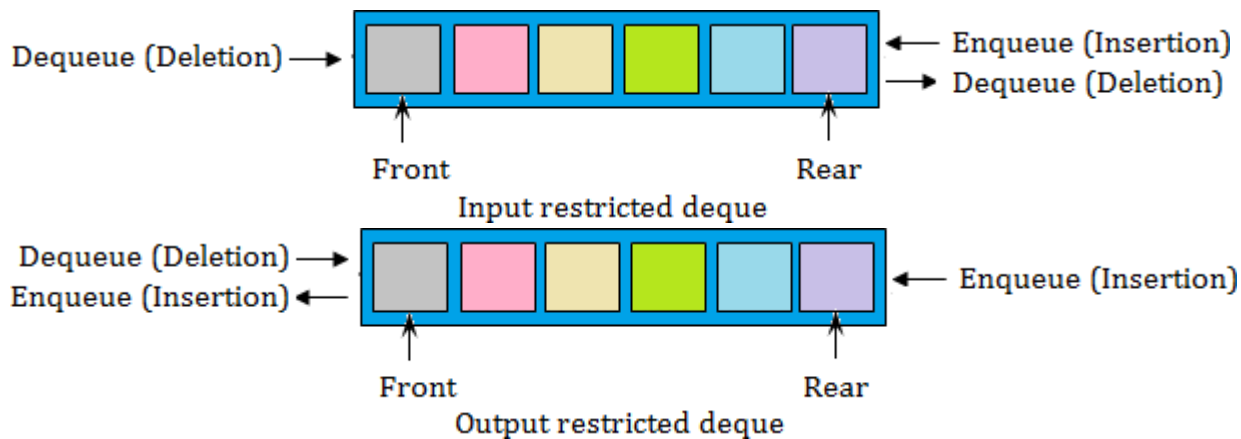 Dequeue (Deletion)
Enqueue (Insertion)
Dequeue (Deletion)
Front
Rear
Input restricted deque
Dequeue (Deletion)
Enqueue (Insertion)
Enqueue (Insertion)
Front
Rear
Output restricted deque